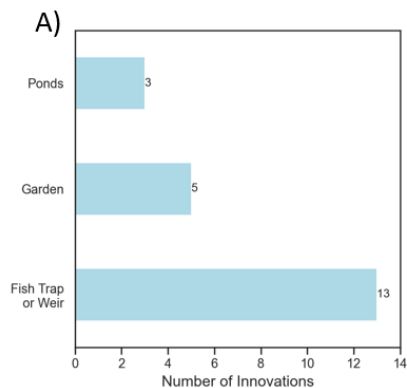 A)
Ponds
3
Garden
5
Fish Trap
or Weir
13
0 2 4 6 8 10 12 14
Number of Innovations